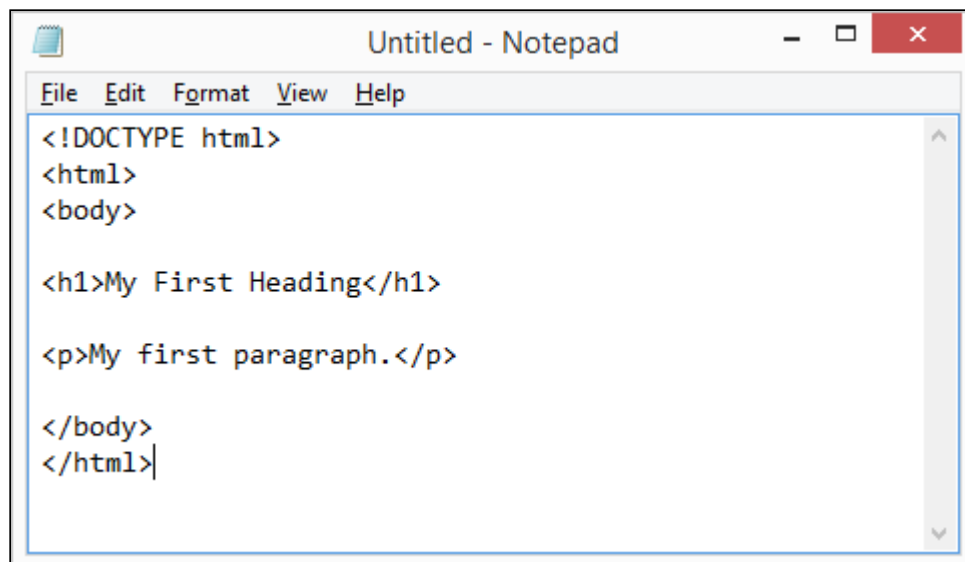 Untitled - Notepad
File Edit Format View Help
<!DOCTYPE html>
<html>
<body>
<h1>My First Heading</h1>
<p>My first paragraph.</p>
</body>
</html>